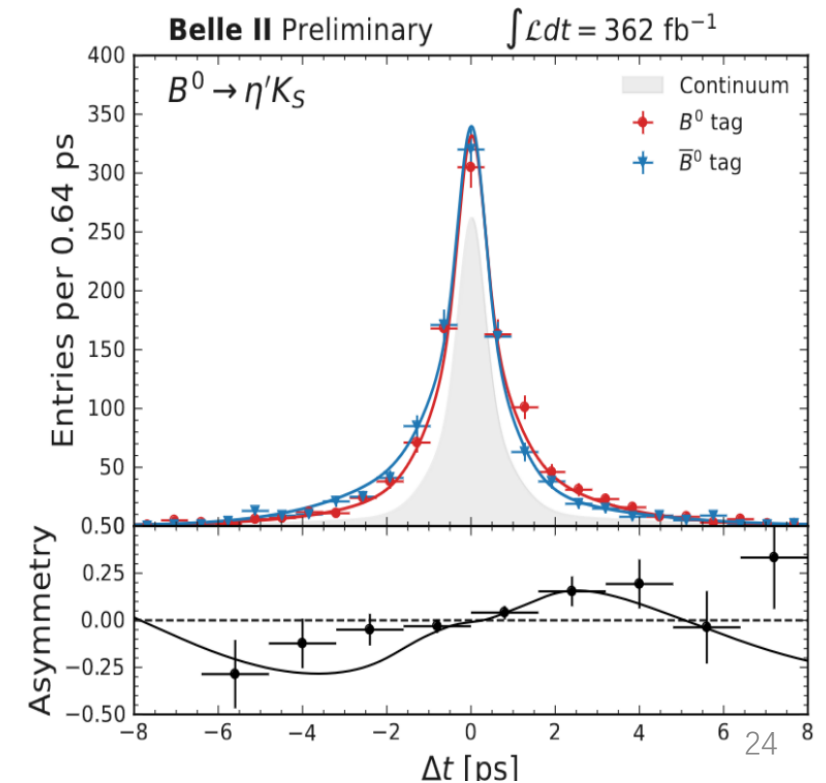 Belle II Preliminary ∫ℒdt = 362 fb⁻¹
B⁰ → η′K_S
Continuum
B⁰ tag
B̅⁰ tag
Entries per 0.64 ps
400
350
300
250
200
150
100
50
0
Asymmetry
0.50
0.25
0.00
−0.25
−0.50
−8 −6 −4 −2 0 2 4 6 8
Δt [ps]
24